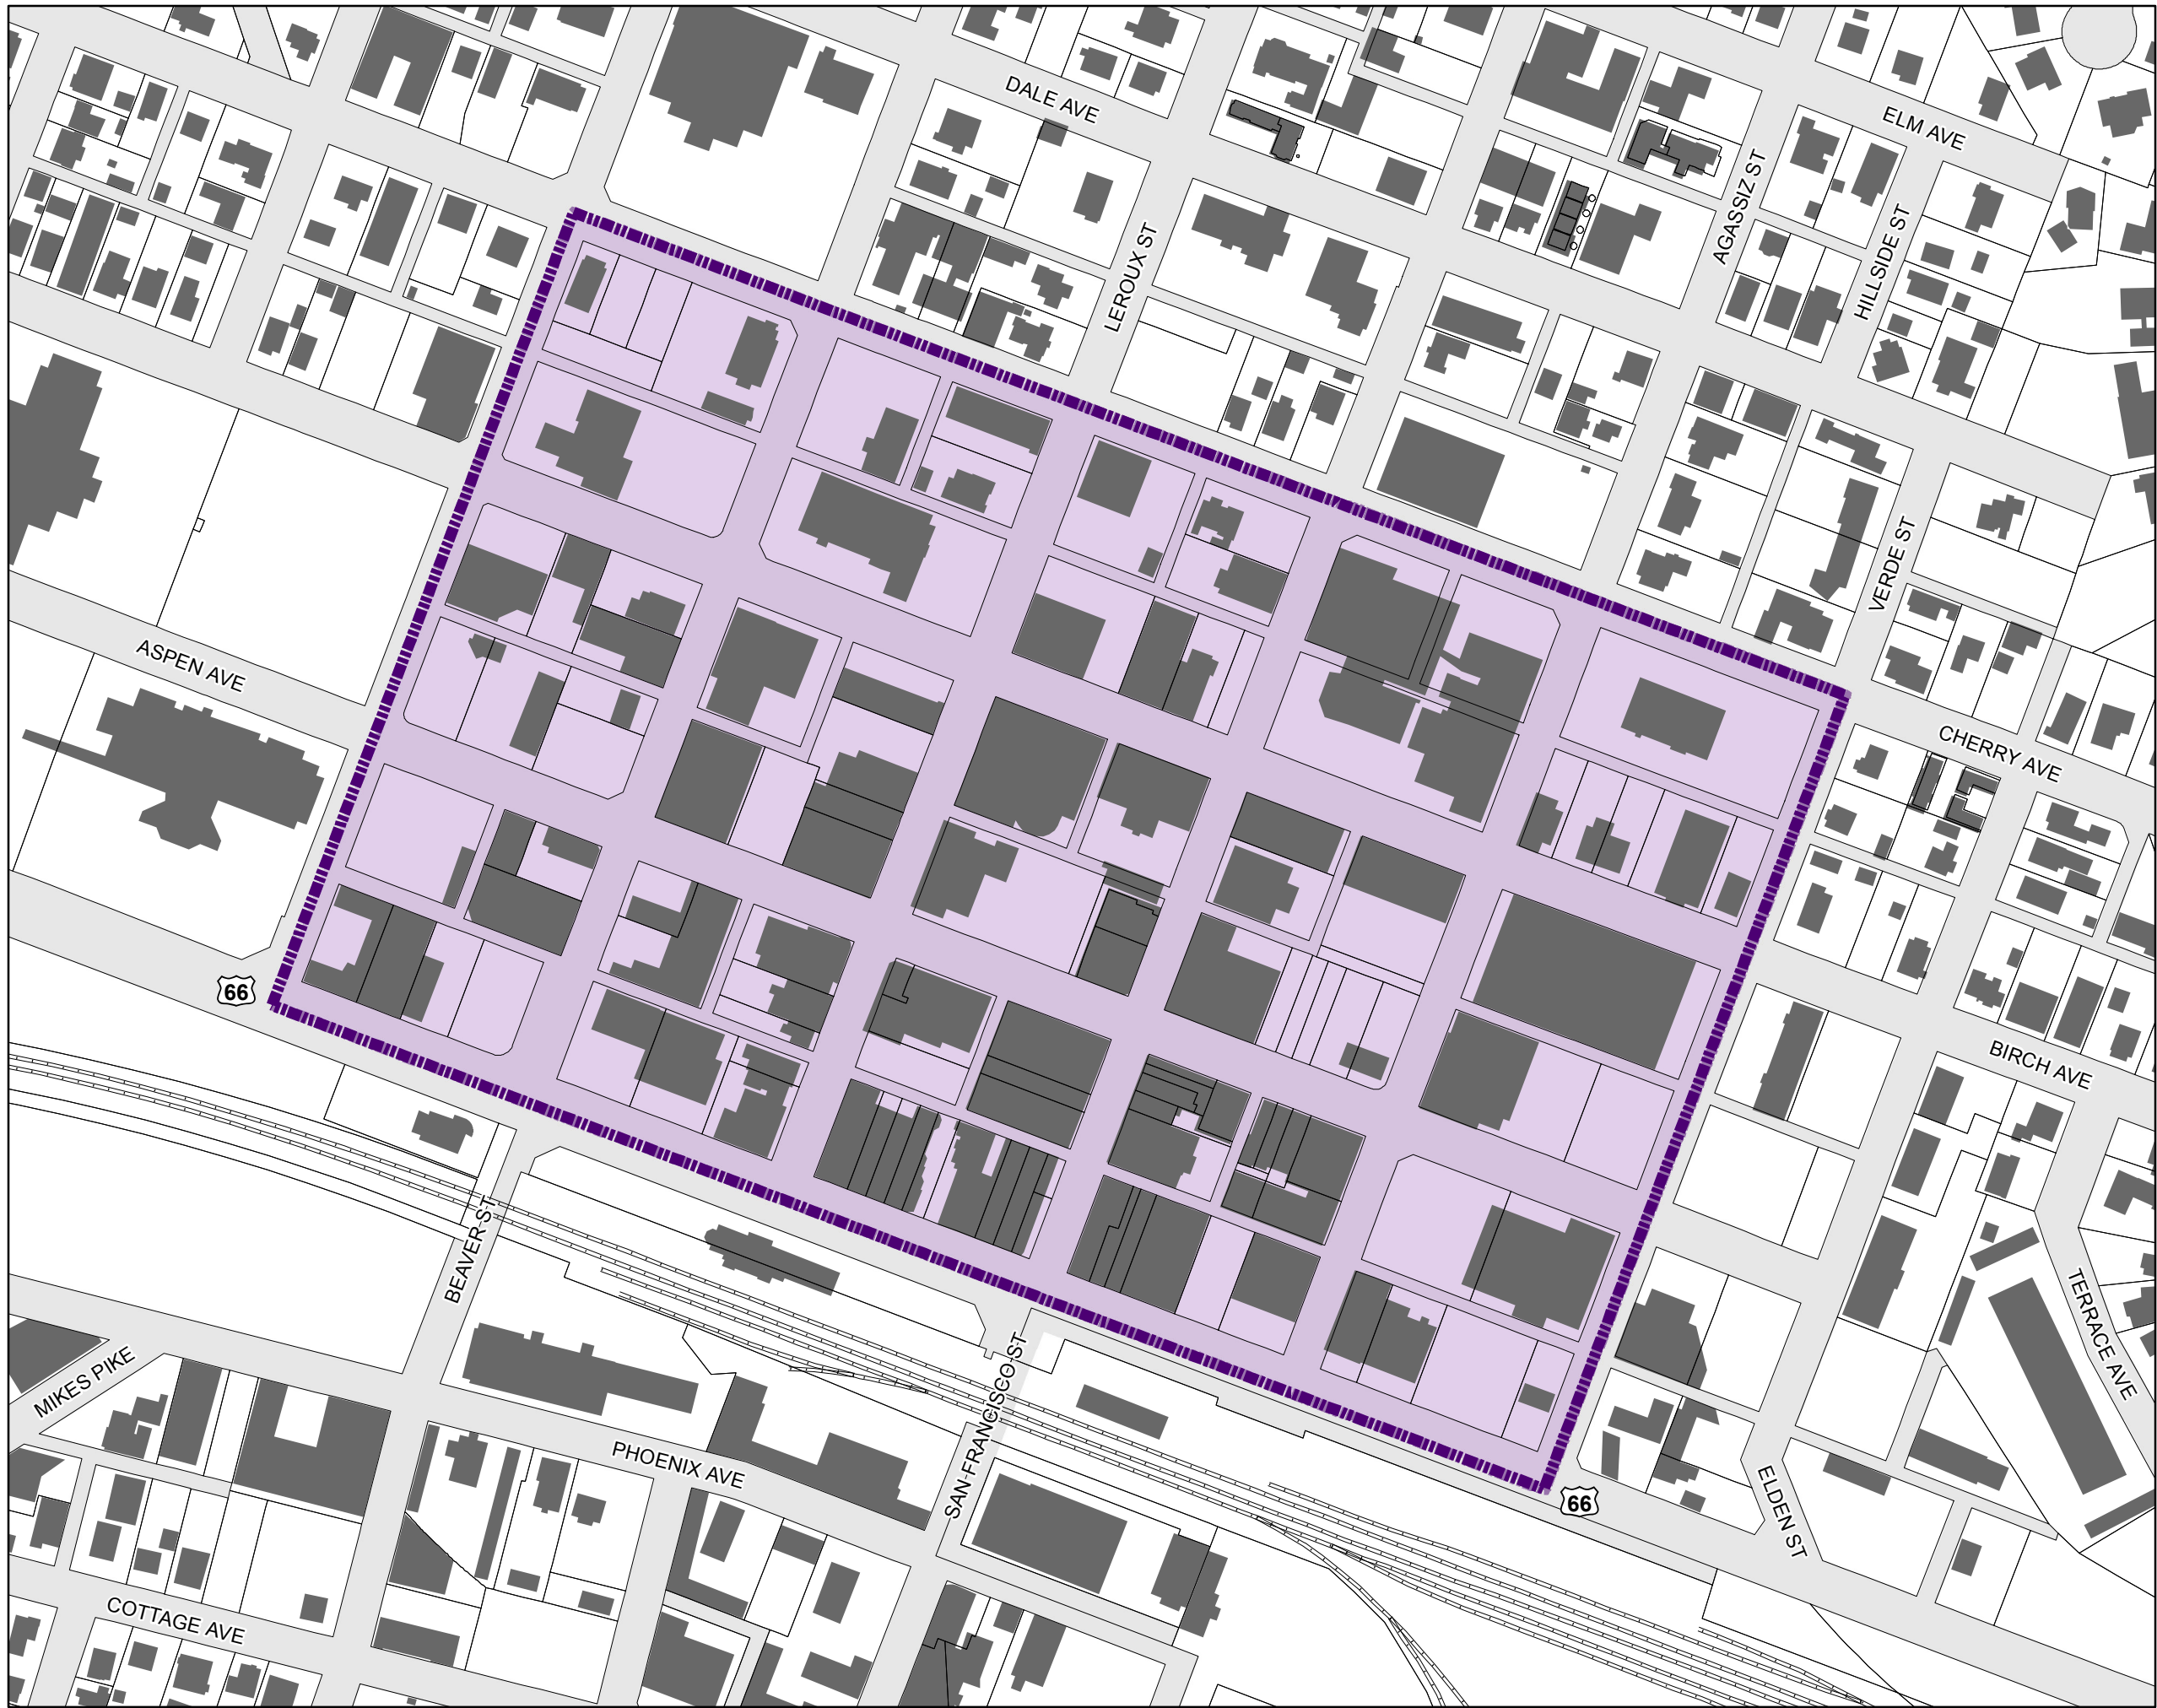 DALE AVE
ELM AVE
AGASSIZ ST
HILLSIDE ST
LEROUX ST
VERDE ST
ASPEN AVE
CHERRY AVE
66
BIRCH AVE
BEAVER ST
TERRACE AVE
MIKES PIKE
SAN FRANCISCO ST
PHOENIX AVE
66
ELDEN ST
COTTAGE AVE